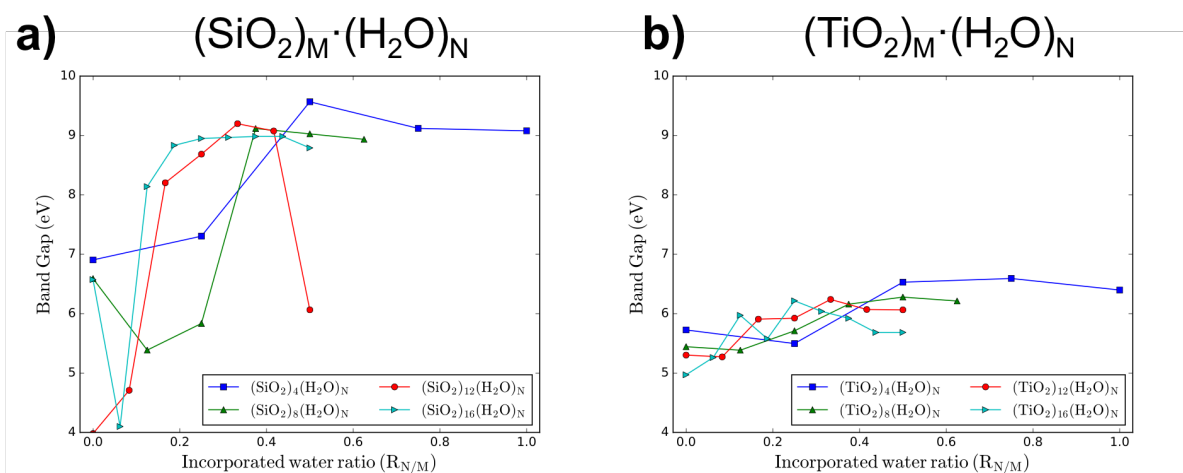 a) (SiO₂)M·(H₂O)N
10
9
8
7
6
5
4
Band Gap (eV)
0.0 0.2 0.4 0.6 0.8 1.0
Incorporated water ratio (R_N/M)
(SiO₂)₄(H₂O)N (SiO₂)₁₂(H₂O)N
(SiO₂)₈(H₂O)N (SiO₂)₁₆(H₂O)N
b) (TiO₂)M·(H₂O)N
10
9
8
7
6
5
4
Band Gap (eV)
0.0 0.2 0.4 0.6 0.8 1.0
Incorporated water ratio (R_N/M)
(TiO₂)₄(H₂O)N (TiO₂)₁₂(H₂O)N
(TiO₂)₈(H₂O)N (TiO₂)₁₆(H₂O)N